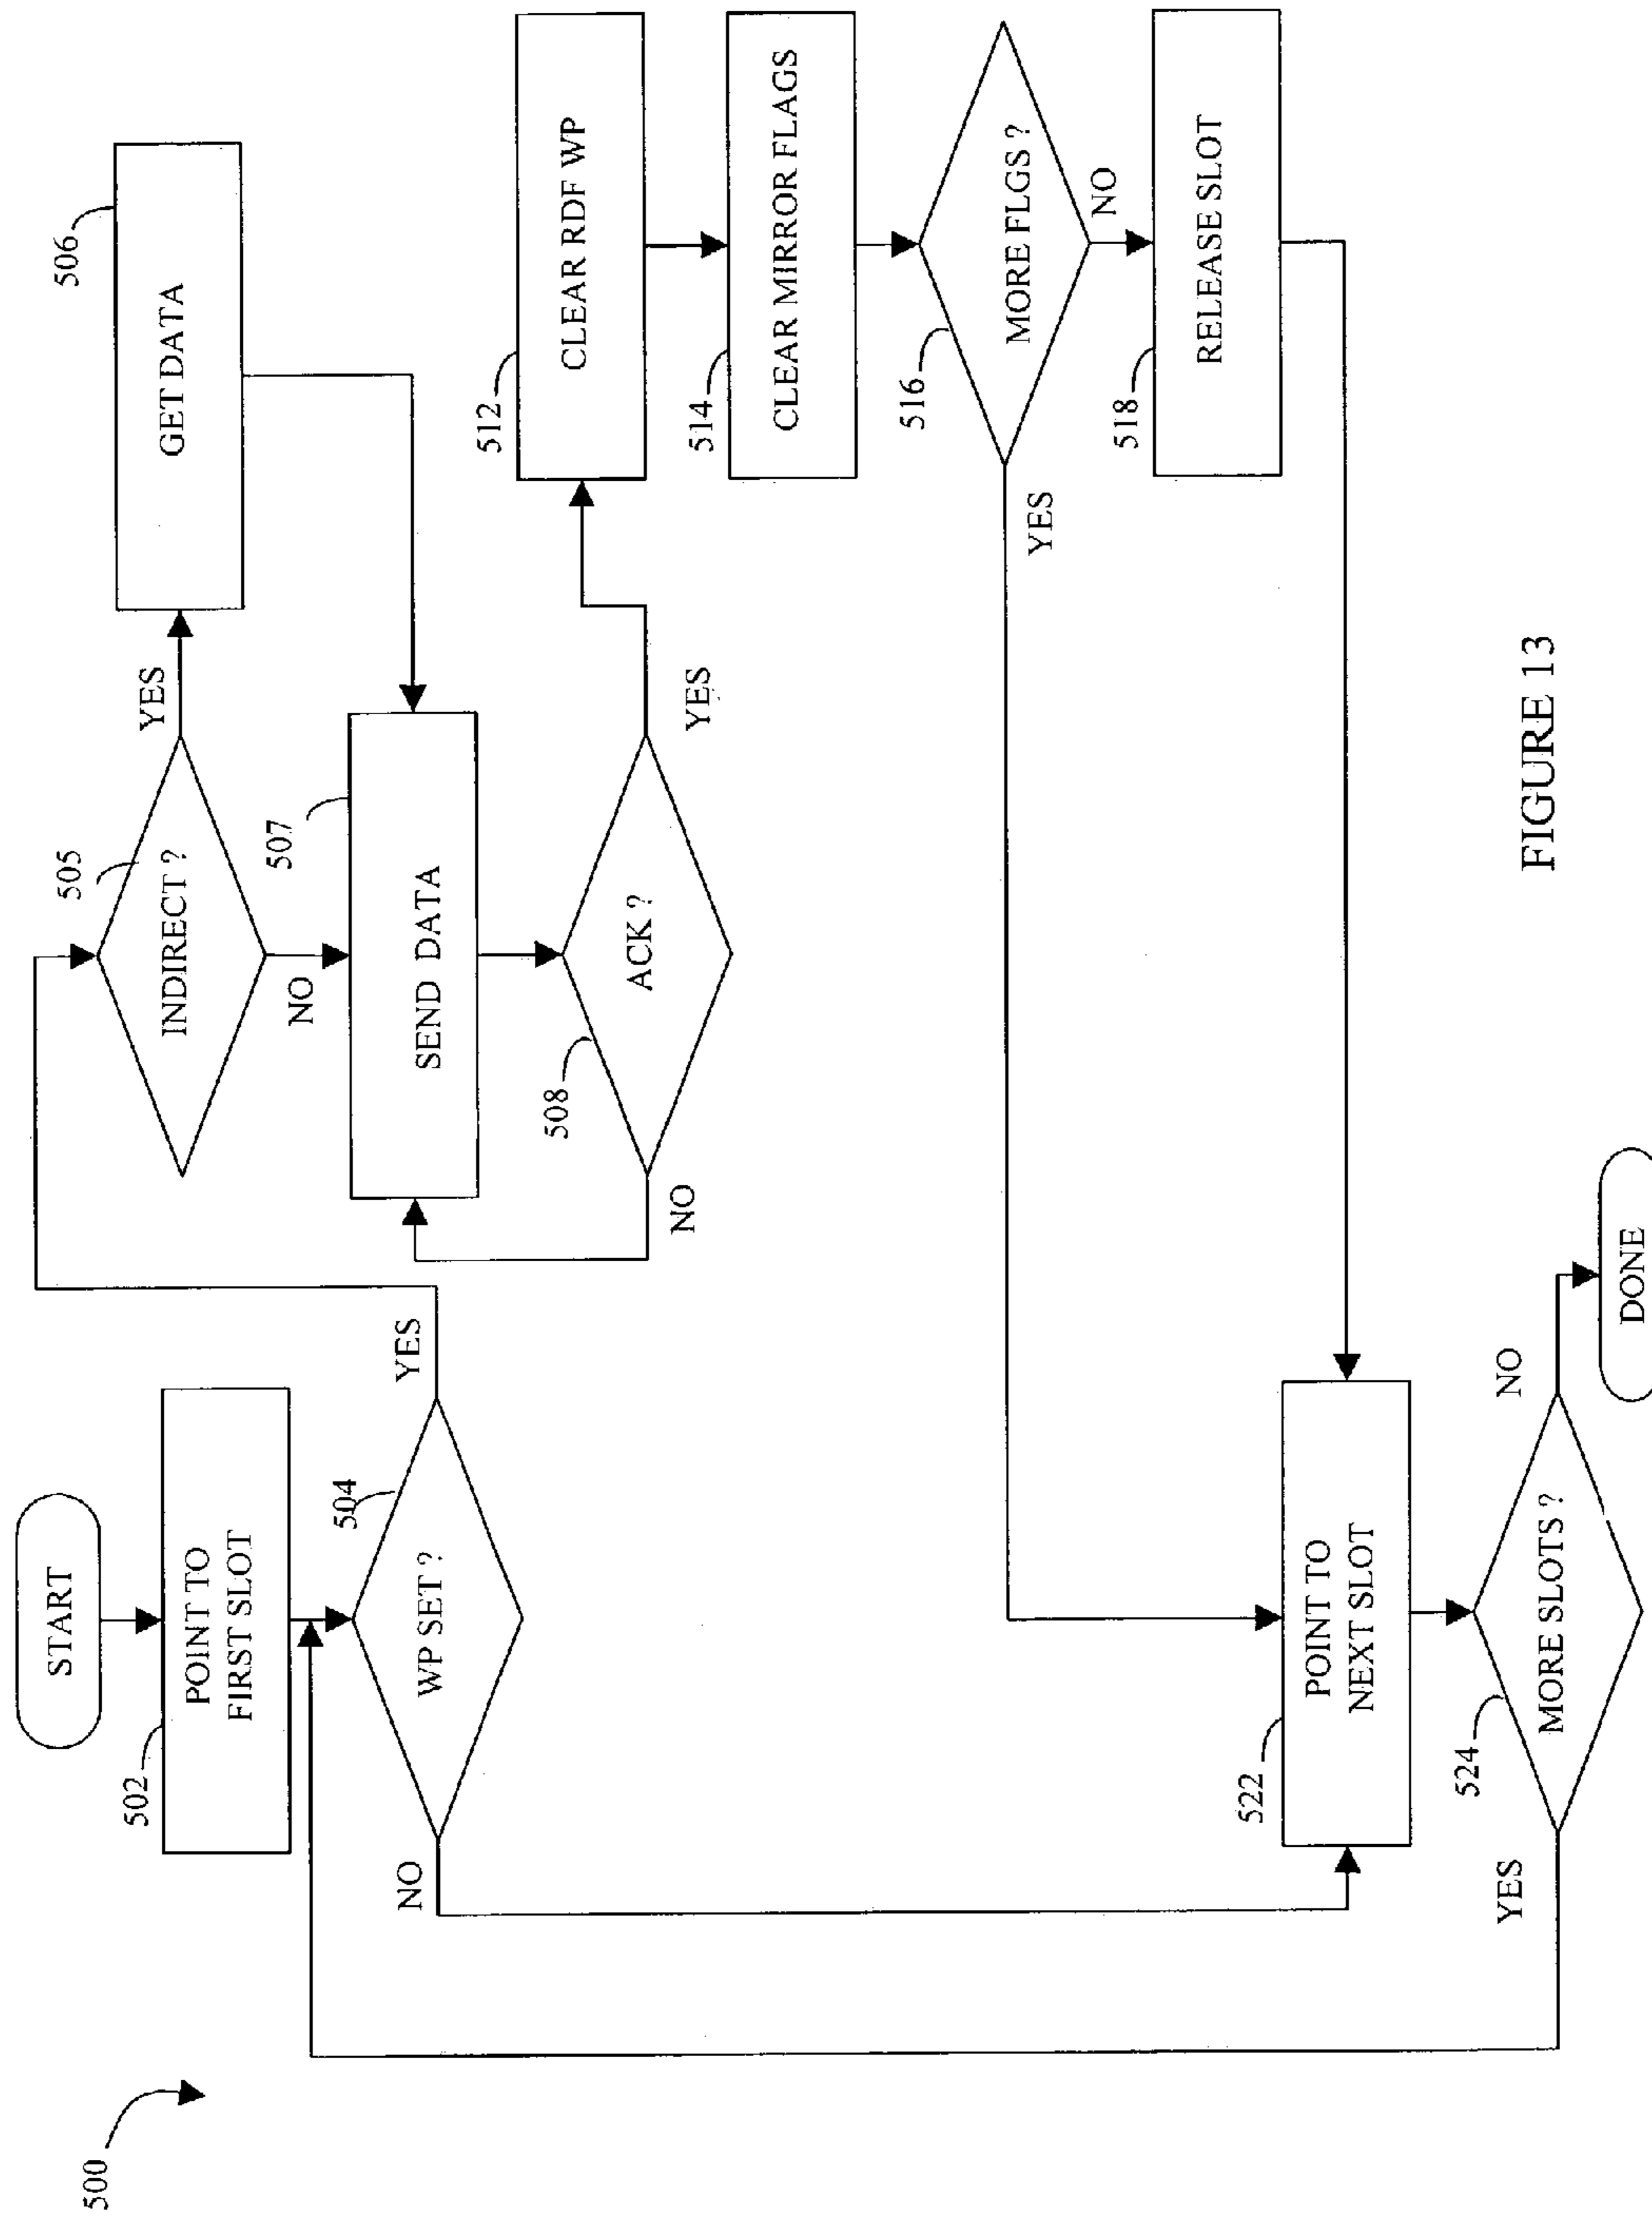 500
START
502
POINT TO
FIRST SLOT
504
WP SET ?
YES
NO
505
INDIRECT ?
YES
NO
506
GET DATA
507
SEND DATA
508
ACK ?
NO
YES
512
CLEAR RDF WP
514
CLEAR MIRROR FLAGS
516
MORE FLGS ?
YES
NO
518
RELEASE SLOT
522
POINT TO
NEXT SLOT
524
MORE SLOTS ?
YES
NO
DONE
FIGURE 13